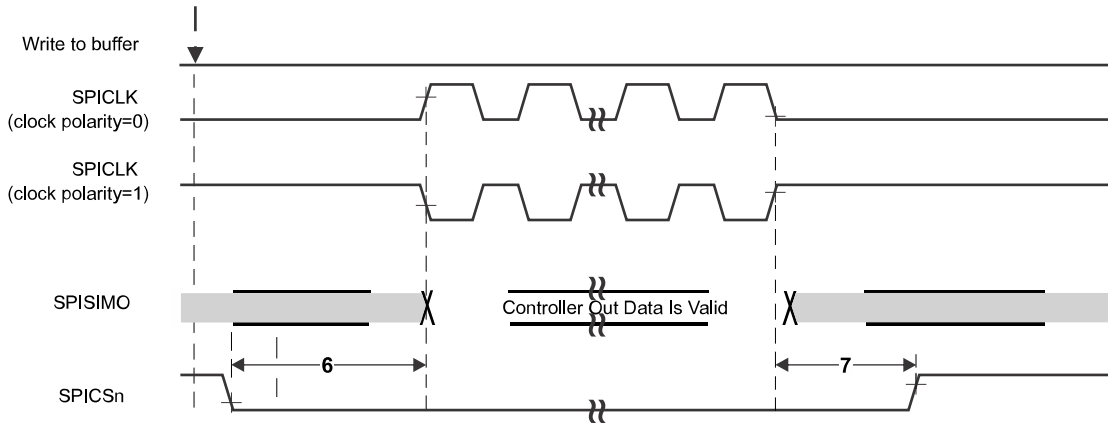 Write to buffer
SPICLK
(clock polarity=0)
SPICLK
(clock polarity=1)
SPISIMO
Controller Out Data Is Valid
6
7
SPICSn